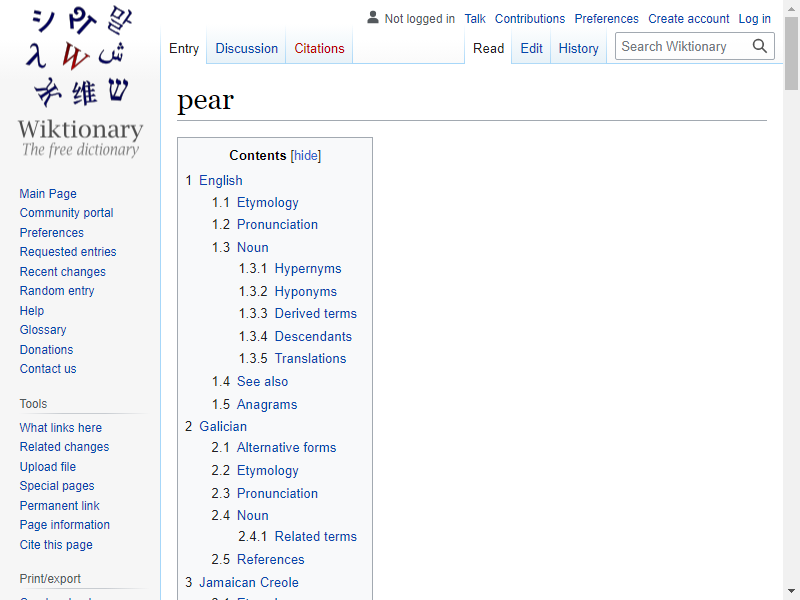 Not logged in Talk Contributions Preferences Create account Log in
Entry Discussion Citations Read Edit History Search Wiktionary
シ Р 말
λ W ش
维 שׁ
Wiktionary
The free dictionary
Main Page
Community portal
Preferences
Requested entries
Recent changes
Random entry
Help
Glossary
Donations
Contact us
Tools
What links here
Related changes
Upload file
Special pages
Permanent link
Page information
Cite this page
Print/export
pear
Contents [hide]
1 English
1.1 Etymology
1.2 Pronunciation
1.3 Noun
1.3.1 Hypernyms
1.3.2 Hyponyms
1.3.3 Derived terms
1.3.4 Descendants
1.3.5 Translations
1.4 See also
1.5 Anagrams
2 Galician
2.1 Alternative forms
2.2 Etymology
2.3 Pronunciation
2.4 Noun
2.4.1 Related terms
2.5 References
3 Jamaican Creole